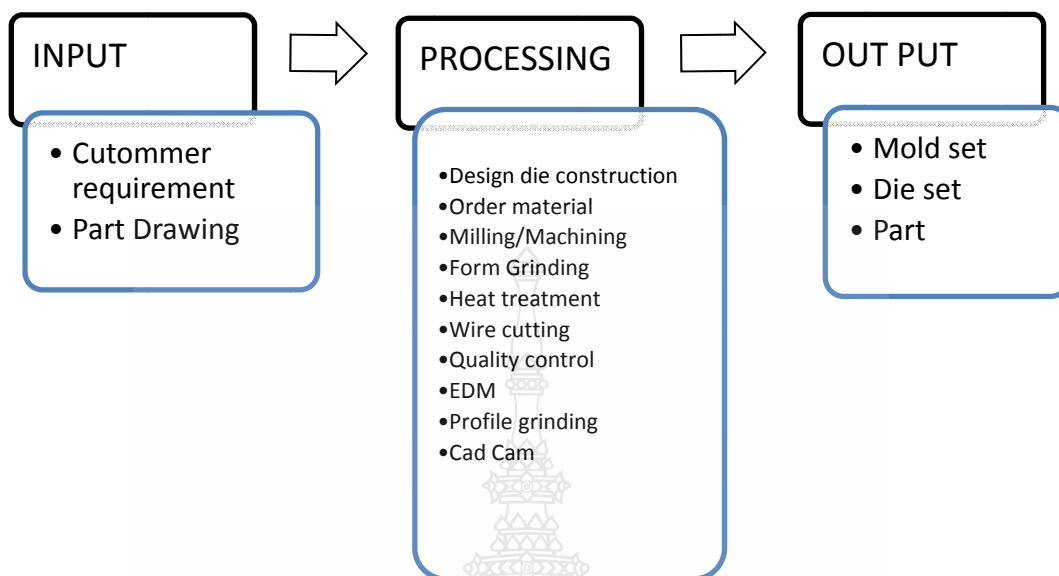 INPUT
• Cutommer
requirement
• Part Drawing
PROCESSING
•Design die construction
•Order material
•Milling/Machining
•Form Grinding
•Heat treatment
•Wire cutting
•Quality control
•EDM
•Profile grinding
•Cad Cam
OUT PUT
• Mold set
• Die set
• Part